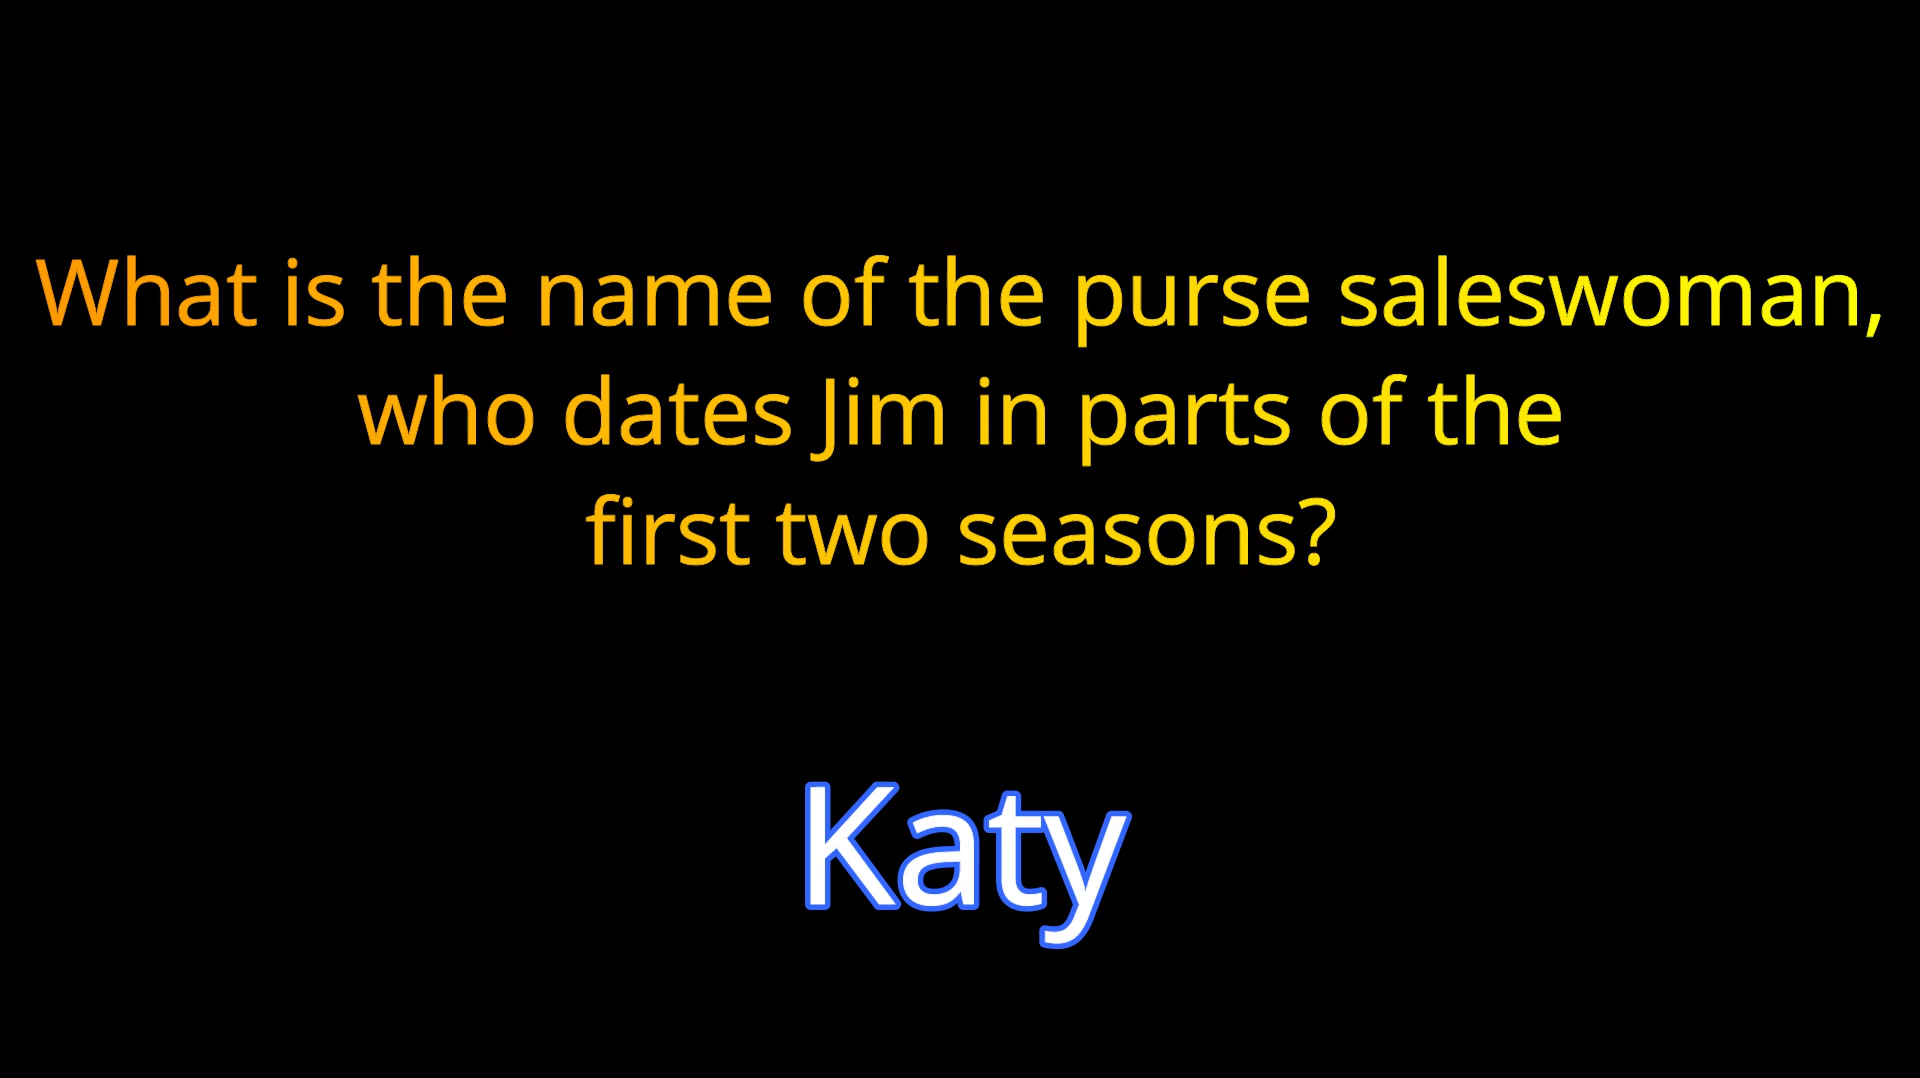 What is the name of the purse saleswoman,
who dates Jim in parts of the
first two seasons?
Katy